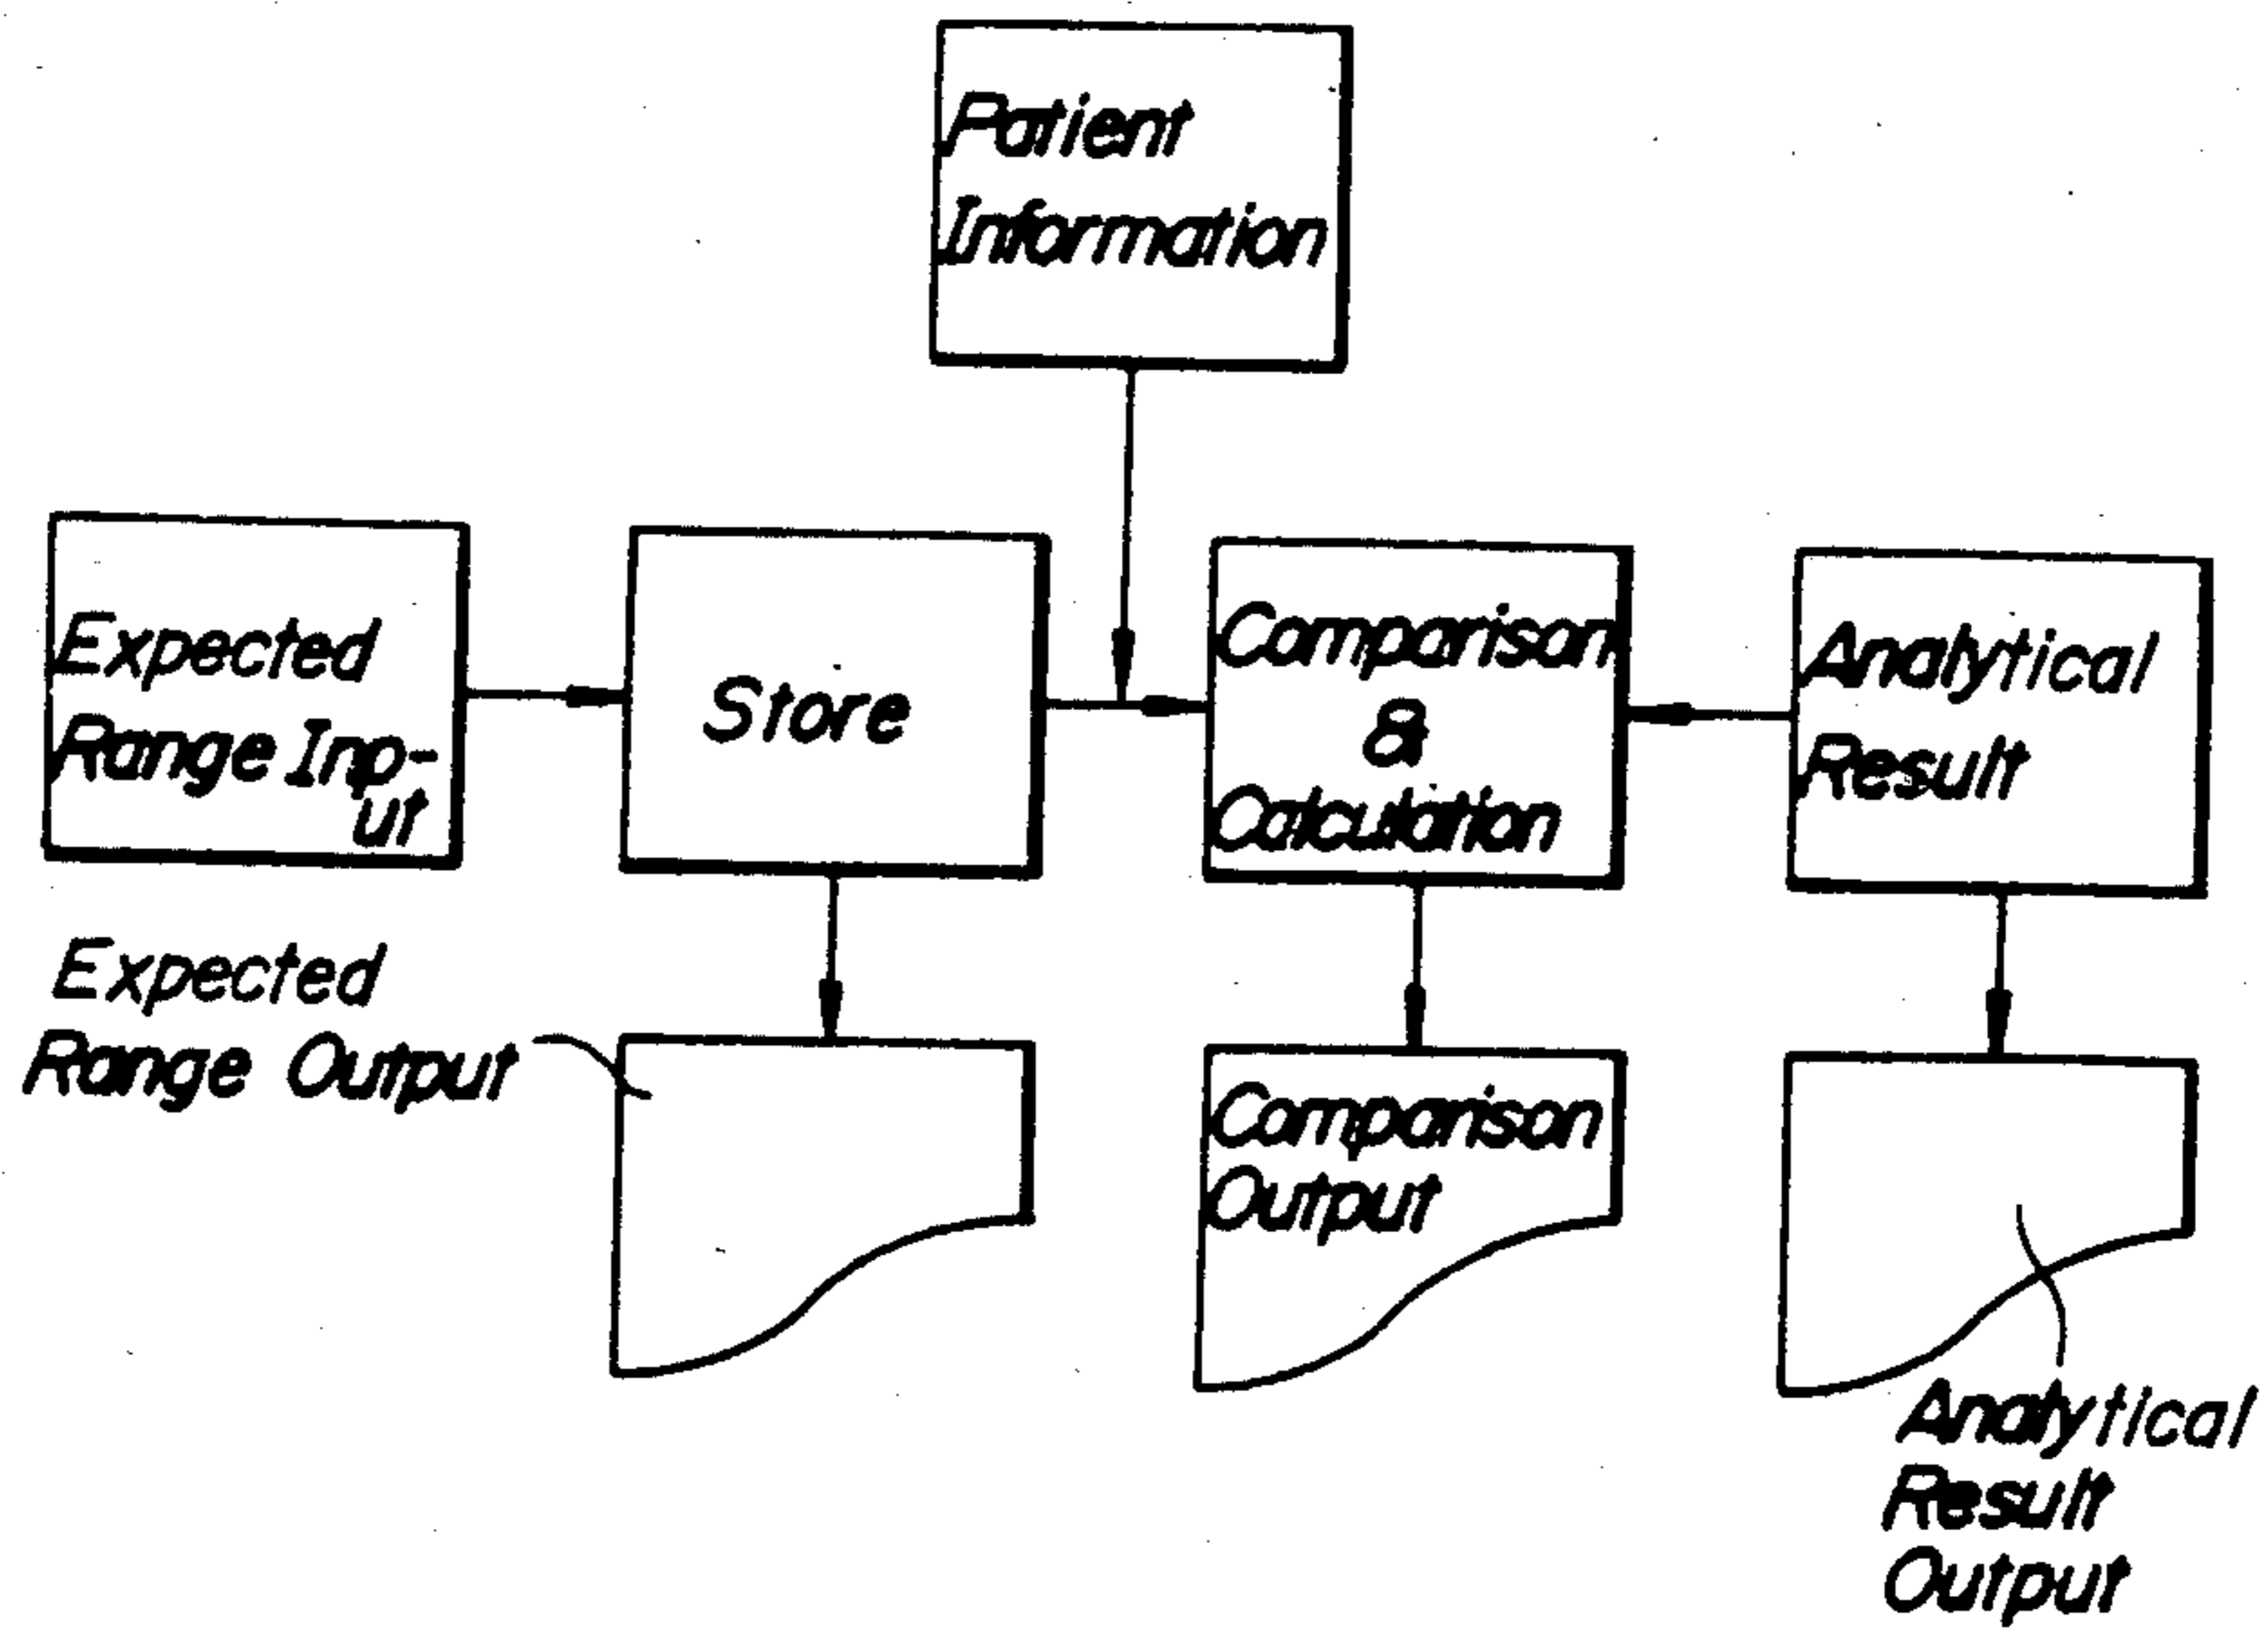 Patient
Information
Expected
Range Inp-
ut
Store
Comparison
&
Calculation
Analytical
Result
Expected
Range Output
Comparison
Output
Analytical
Result
Output